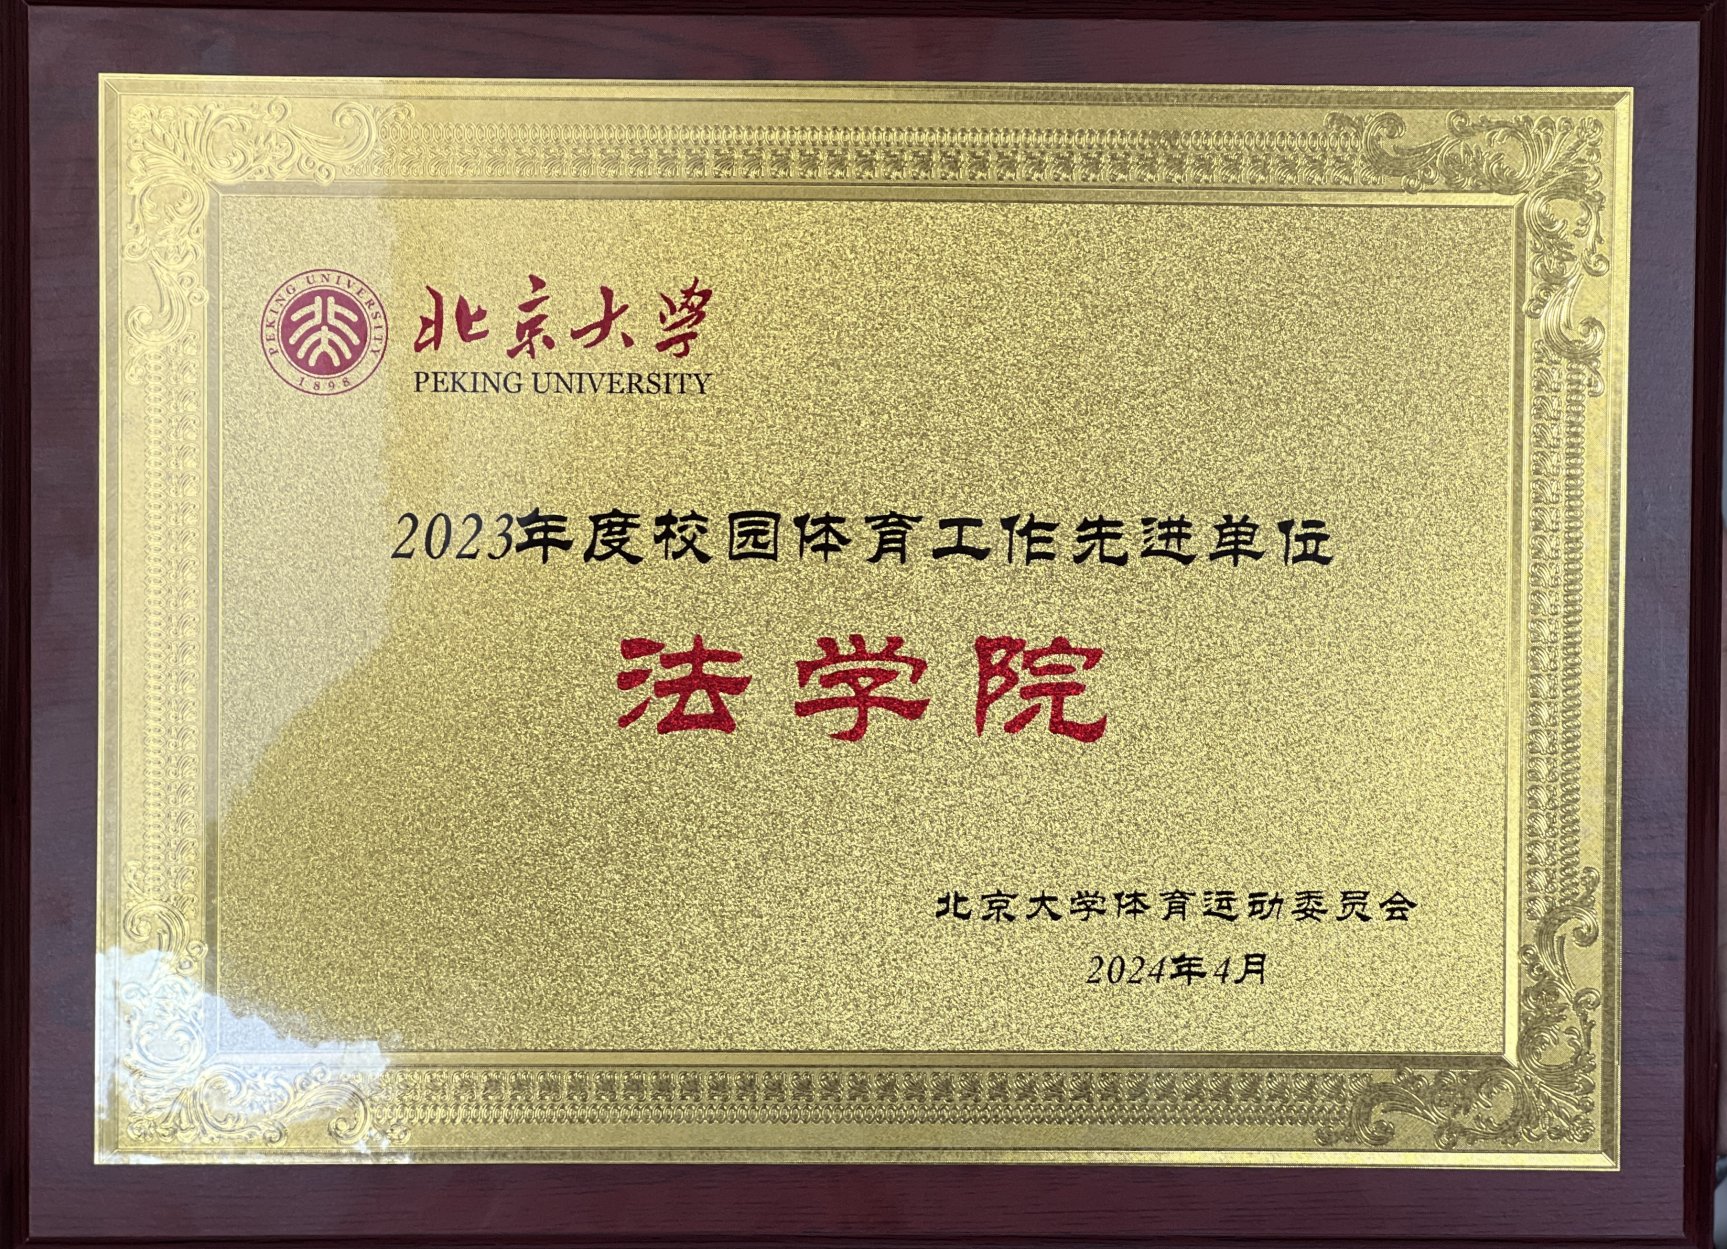 PEKING UNIVERSITY
1898
北京大学
PEKING UNIVERSITY
2023年度校园体育工作先进单位
法学院
北京大学体育运动委员会
2024年4月